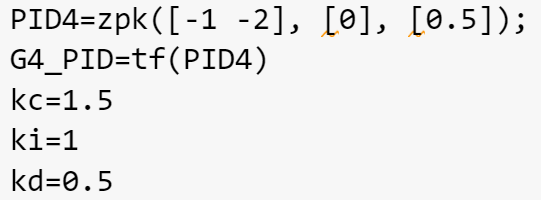 PID4=zpk([-1 -2], [0], [0.5]);
G4_PID=tf(PID4)
kc=1.5
ki=1
kd=0.5